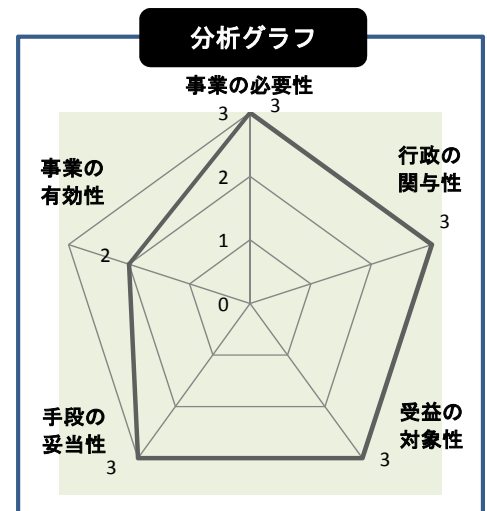 分析グラフ
事業の必要性
3
3
行政の
関与性
3
事業の
有効性
2
2
1
0
受益の
対象性
3
手段の
妥当性
3